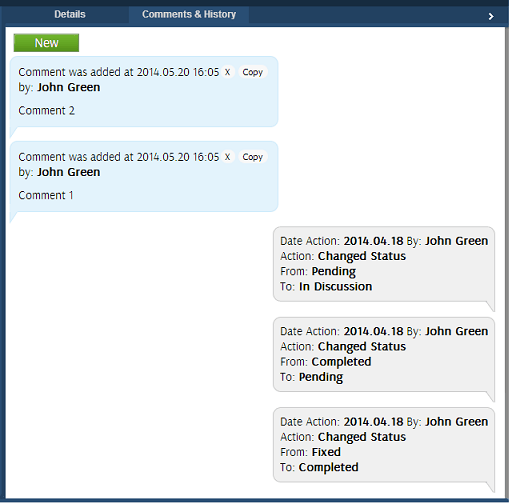 Details Comments & History
New
Comment was added at 2014.05.20 16:05 X Copy
by: John Green
Comment 2
Comment was added at 2014.05.20 16:05 X Copy
by: John Green
Comment 1
Date Action: 2014.04.18 By: John Green
Action: Changed Status
From: Pending
To: In Discussion
Date Action: 2014.04.18 By: John Green
Action: Changed Status
From: Completed
To: Pending
Date Action: 2014.04.18 By: John Green
Action: Changed Status
From: Fixed
To: Completed